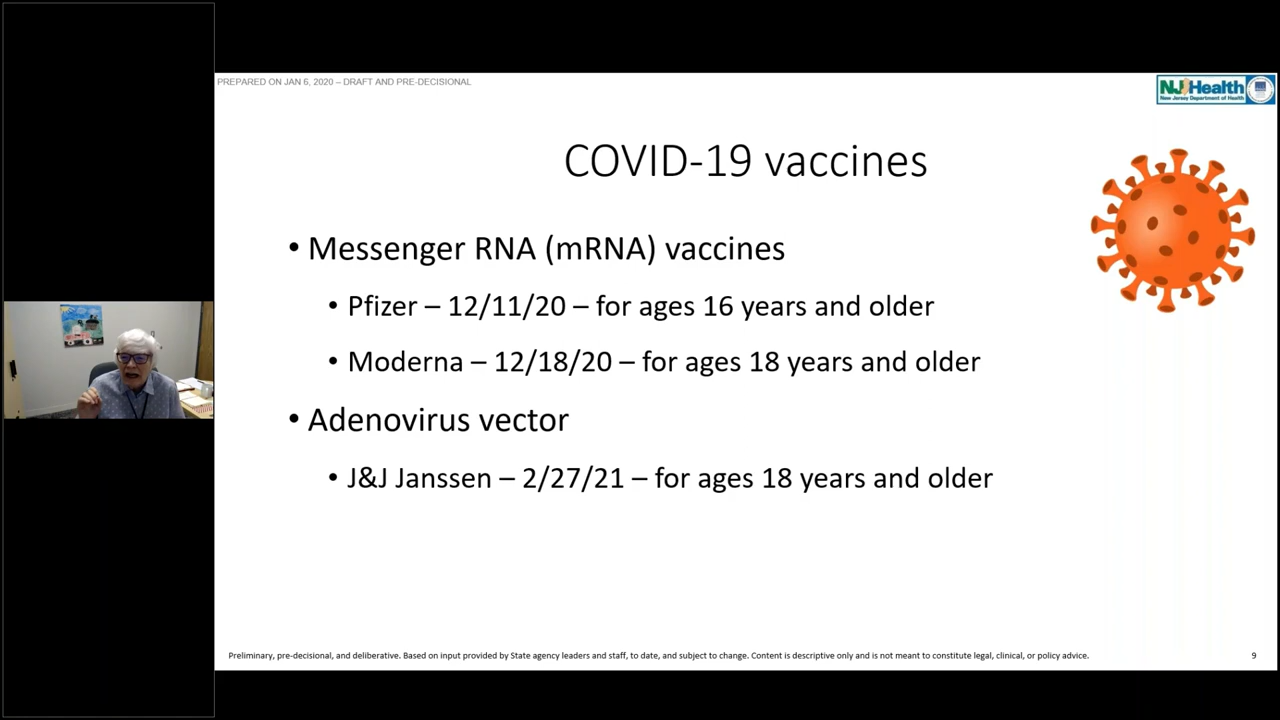 PREPARED ON JAN 6, 2020 – DRAFT AND PRE-DECISIONAL
NJ Health
New Jersey Department of Health
COVID-19 vaccines
• Messenger RNA (mRNA) vaccines
• Pfizer – 12/11/20 – for ages 16 years and older
• Moderna – 12/18/20 – for ages 18 years and older
• Adenovirus vector
• J&J Janssen – 2/27/21 – for ages 18 years and older
Preliminary, pre-decisional, and deliberative. Based on input provided by State agency leaders and staff, to date, and subject to change. Content is descriptive only and is not meant to constitute legal, clinical, or policy advice.
9